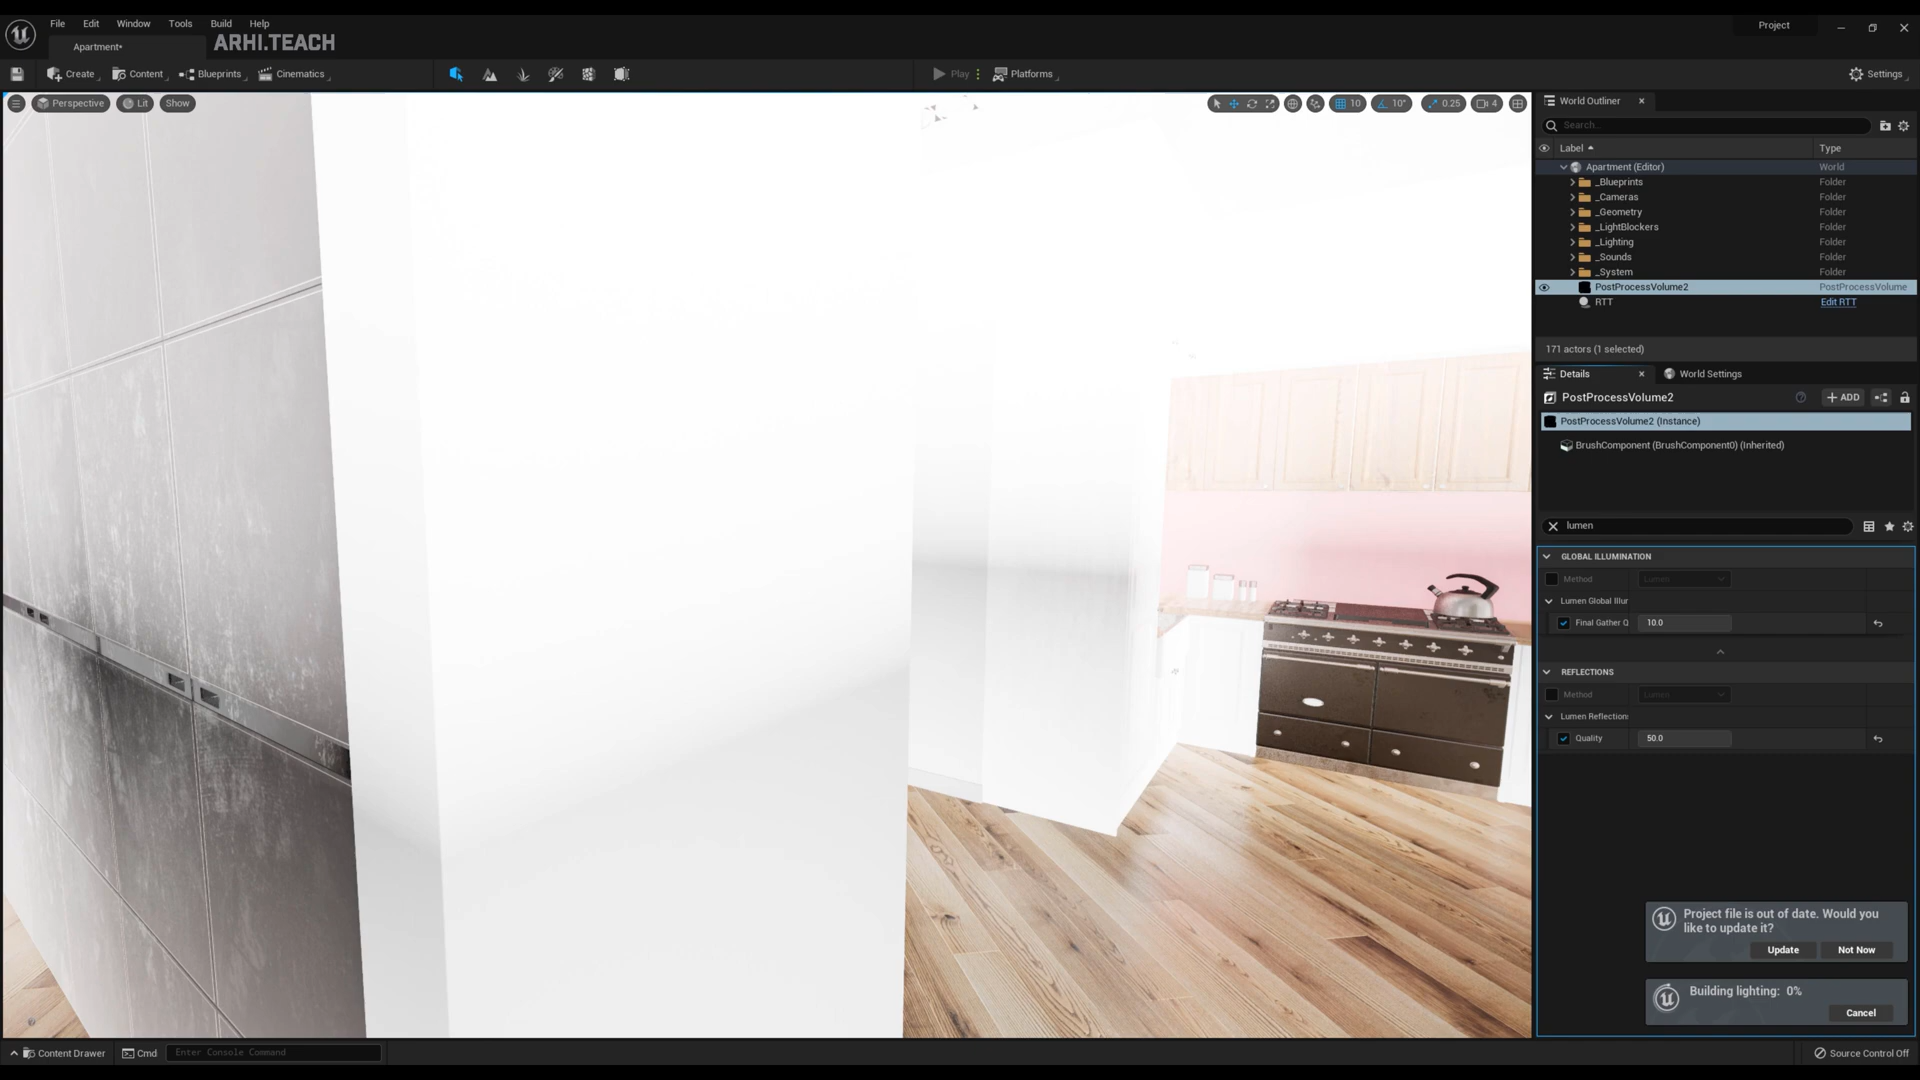 File Edit Window Tools Build Help
Project
Apartment•
ARHI.TEACH
Create Content Blueprints Cinematics Play Platforms Settings
Perspective Lit Show
10 10° 0.25 4
World Outliner
Search...
Label Type
Apartment (Editor) World
_Blueprints Folder
_Cameras Folder
_Geometry Folder
_LightBlockers Folder
_Lighting Folder
_Sounds Folder
_System Folder
PostProcessVolume2 PostProcessVolume
RTT Edit RTT
171 actors (1 selected)
Details World Settings
PostProcessVolume2 ADD
PostProcessVolume2 (Instance)
BrushComponent (BrushComponent0) (Inherited)
lumen
GLOBAL ILLUMINATION
Method Lumen
Lumen Global Illur
Final Gather Q 10.0
REFLECTIONS
Method Lumen
Lumen Reflections
Quality 50.0
Project file is out of date. Would you
like to update it?
Update Not Now
Building lighting: 0%
Cancel
Content Drawer Cmd Enter Console Command Source Control Off